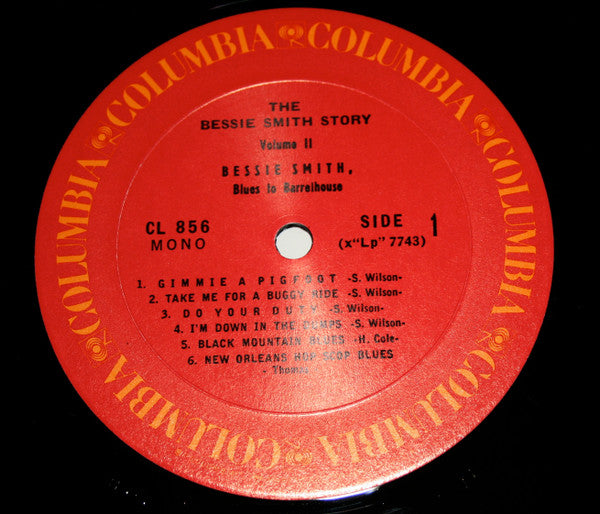 COLUMBIA COLUMBIA COLUMBIA COLUMBIA COLUMBIA COLUMBIA
THE
BESSIE SMITH STORY
Volume II
BESSIE SMITH,
Blues to Barrelhouse
CL 856
MONO
SIDE 1
(x"Lp" 7743)
1. GIMMIE A PIGFOOT -S. Wilson-
2. TAKE ME FOR A BUGGY RIDE -S. Wilson-
3. DO YOUR DUTY -S. Wilson-
4. I'M DOWN IN THE DUMPS -S. Wilson-
5. BLACK MOUNTAIN BLUES -H. Cole-
6. NEW ORLEANS HOP SCOP BLUES
- Thomas